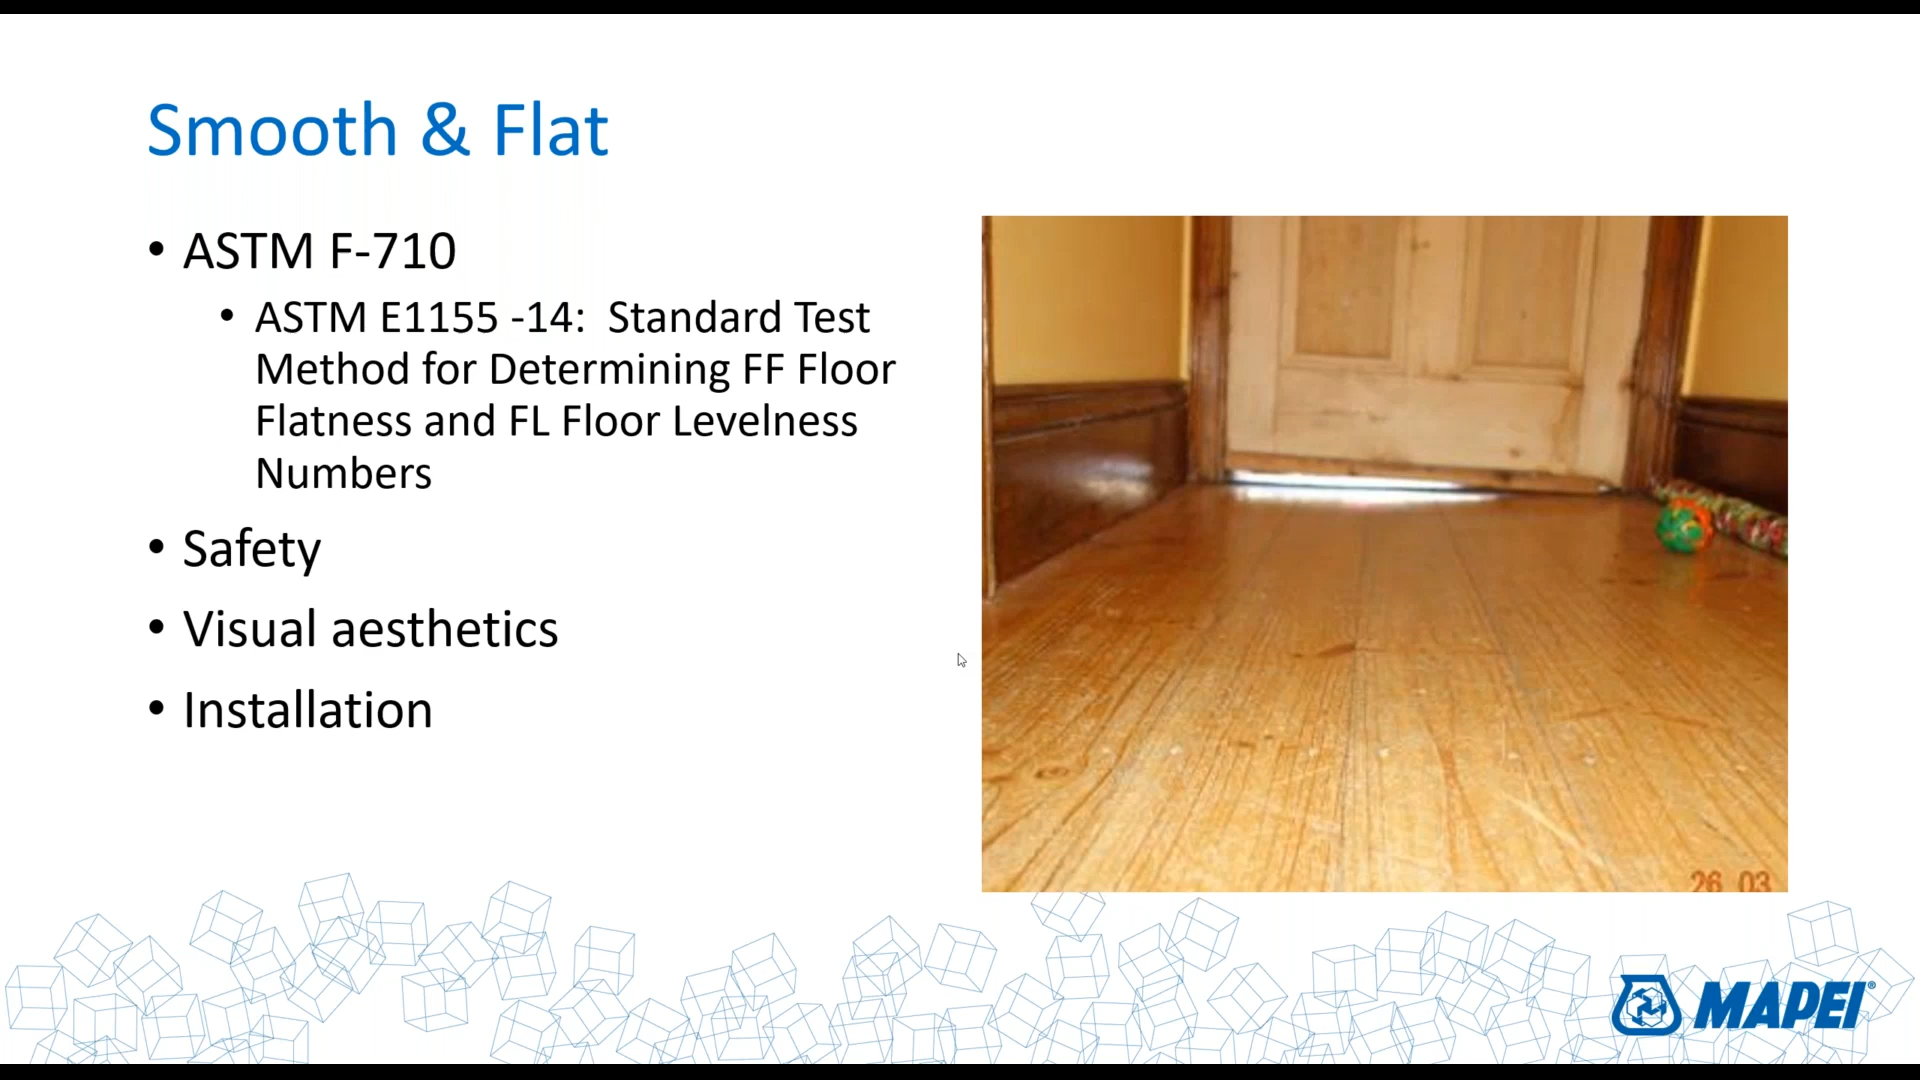 Smooth & Flat
• ASTM F-710
• ASTM E1155 -14:  Standard Test
Method for Determining FF Floor
Flatness and FL Floor Levelness
Numbers
• Safety
• Visual aesthetics
• Installation
26 03
MAPEI®